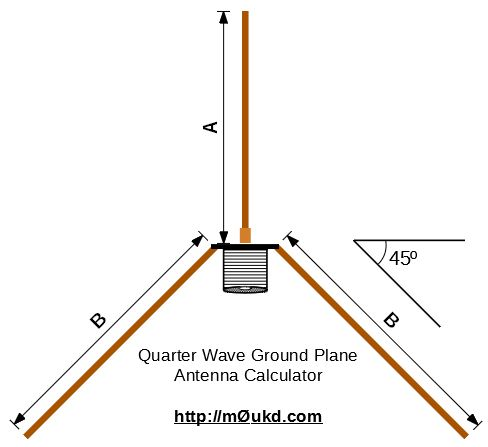 A
B
B
45º
Quarter Wave Ground Plane
Antenna Calculator
http://mØukd.com